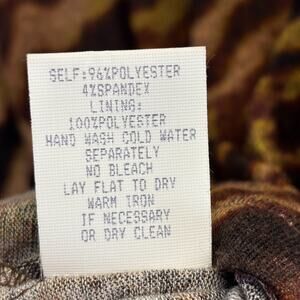 SELF:96%POLYESTER
4%SPANDEX
LINING:
100%POLYESTER
HAND WASH COLD WATER
SEPARATELY
NO BLEACH
LAY FLAT TO DRY
WARM IRON
IF NECESSARY
OR DRY CLEAN